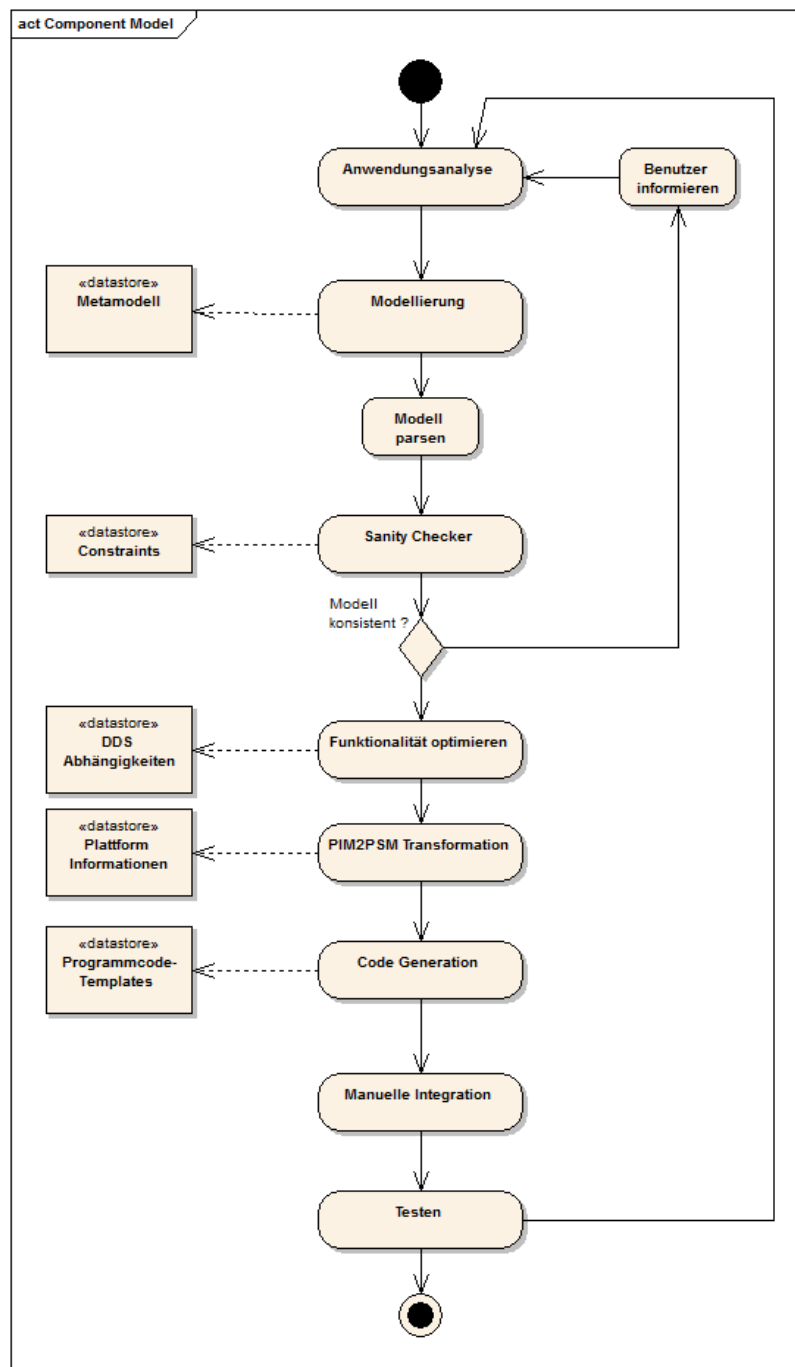 act Component Model
Anwendungsanalyse
Benutzer
informieren
«datastore»
Metamodell
Modellierung
Modell
parsen
«datastore»
Constraints
Sanity Checker
Modell
konsistent ?
«datastore»
DDS
Abhängigkeiten
Funktionalität optimieren
«datastore»
Plattform
Informationen
PIM2PSM Transformation
«datastore»
Programmcode-
Templates
Code Generation
Manuelle Integration
Testen